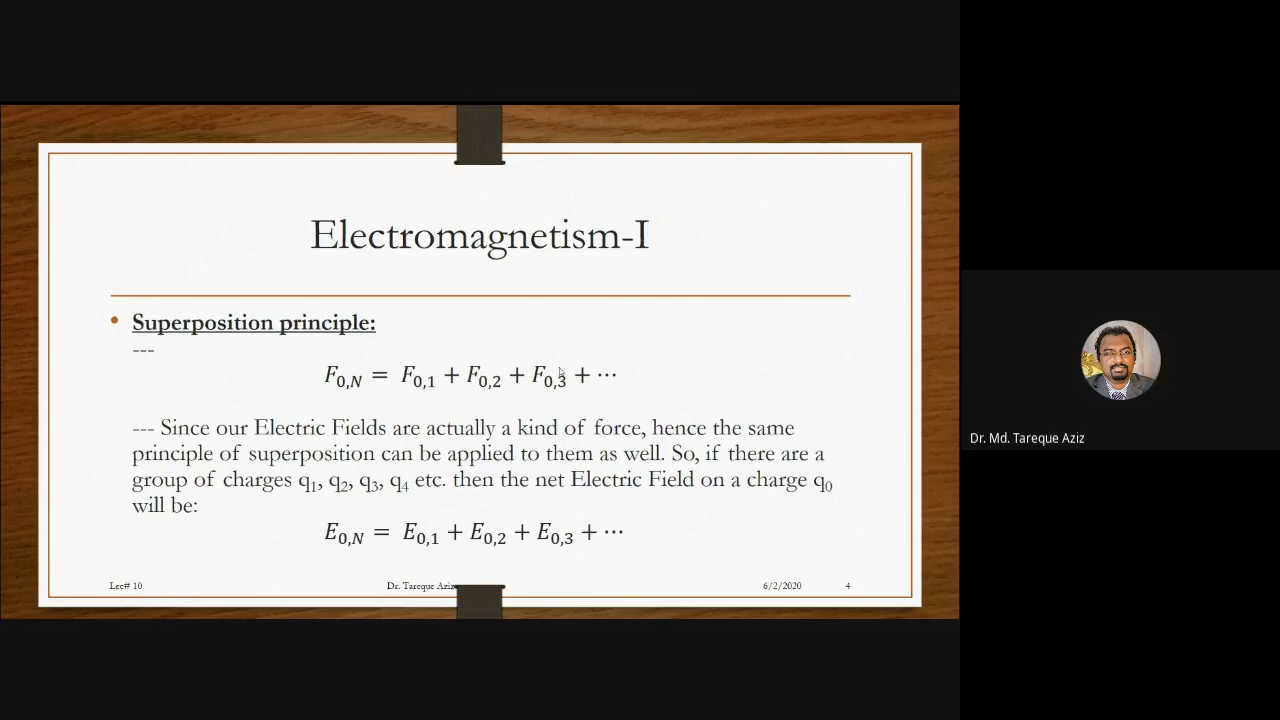 Electromagnetism-I
• Superposition principle:
---
F₀,N = F₀,₁ + F₀,₂ + F₀,₃ + ⋯
--- Since our Electric Fields are actually a kind of force, hence the same
principle of superposition can be applied to them as well. So, if there are a
group of charges q₁, q₂, q₃, q₄ etc. then the net Electric Field on a charge q₀
will be:
E₀,N = E₀,₁ + E₀,₂ + E₀,₃ + ⋯
Lec# 10
Dr. Tareque Aziz
6/2/2020
4
Dr. Md. Tareque Aziz